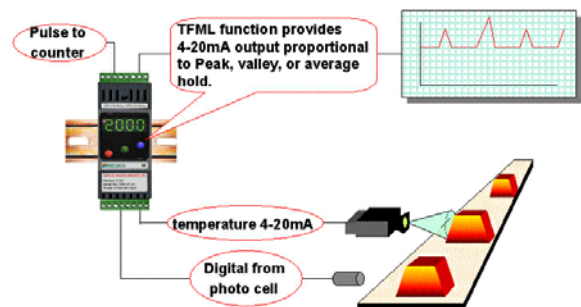 Pulse to
counter
TFML function provides
4-20mA output proportional
to Peak, valley, or average
hold.
2000
temperature 4-20mA
Digital from
photo cell